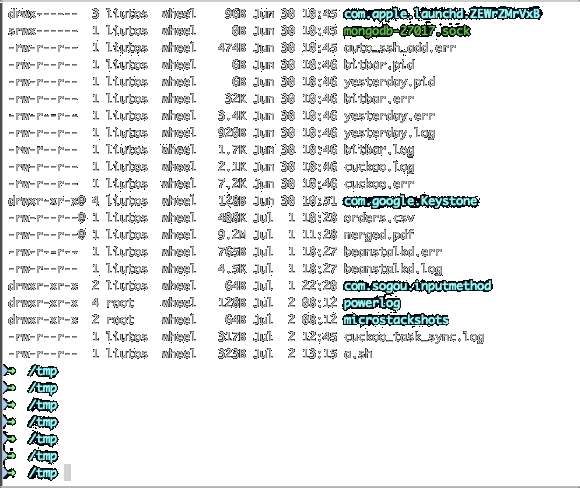 drwx------ 3 liutos wheel 96B Jun 30 18:45 com.apple.launchd.ZEWrZMrVxB
srwx------ 1 liutos wheel 0B Jun 30 18:45 mongodb-27017.sock
-rw-r--r-- 1 liutos wheel 474B Jun 30 18:45 auto_ssh_add.err
-rw-r--r-- 1 liutos wheel 0B Jun 30 18:46 bitbar.pid
-rw-r--r-- 1 liutos wheel 0B Jun 30 18:46 yesterday.pid
-rw-r--r-- 1 liutos wheel 32K Jun 30 18:46 bitbar.err
-rw-r--r-- 1 liutos wheel 3.4K Jun 30 18:46 yesterday.err
-rw-r--r-- 1 liutos wheel 920B Jun 30 18:46 yesterday.log
-rw-r--r-- 1 liutos wheel 1.7K Jun 30 18:46 bitbar.log
-rw-r--r-- 1 liutos wheel 2.1K Jun 30 18:46 cuckoo.log
-rw-r--r-- 1 liutos wheel 7.2K Jun 30 18:46 cuckoo.err
drwxr-xr-x@ 4 liutos wheel 128B Jun 30 18:51 com.google.Keystone
-rw-r--r--@ 1 liutos wheel Jul 1 orders.csv
-rw-r--r--@ 1 liutos wheel 9.2M Jul 1 11:28 merged.pdf
-rw-r--r-- 1 liutos wheel 765B Jul 1 18:27 beanstalkd.err
-rw-r--r-- 1 liutos wheel 4.5K Jul 1 18:27 beanstalkd.log
drwxr-xr-x 2 liutos wheel 64B Jul 1 22:28 com.sogou.inputmethod
drwxr-xr-x 4 root wheel 128B Jul 2 08:12 powerlog
drwxr-xr-x 2 root wheel 64B Jul 2 08:12 microstackshots
-rw-r--r-- 1 liutos wheel 317B Jul 2 12:45 cuckoo_task_sync.log
-rw-r--r-- 1 liutos wheel 323B Jul 2 13:15 a.sh
➜ /tmp
➜ /tmp
➜ /tmp
➜ /tmp
➜ /tmp
➜ /tmp
➜ /tmp